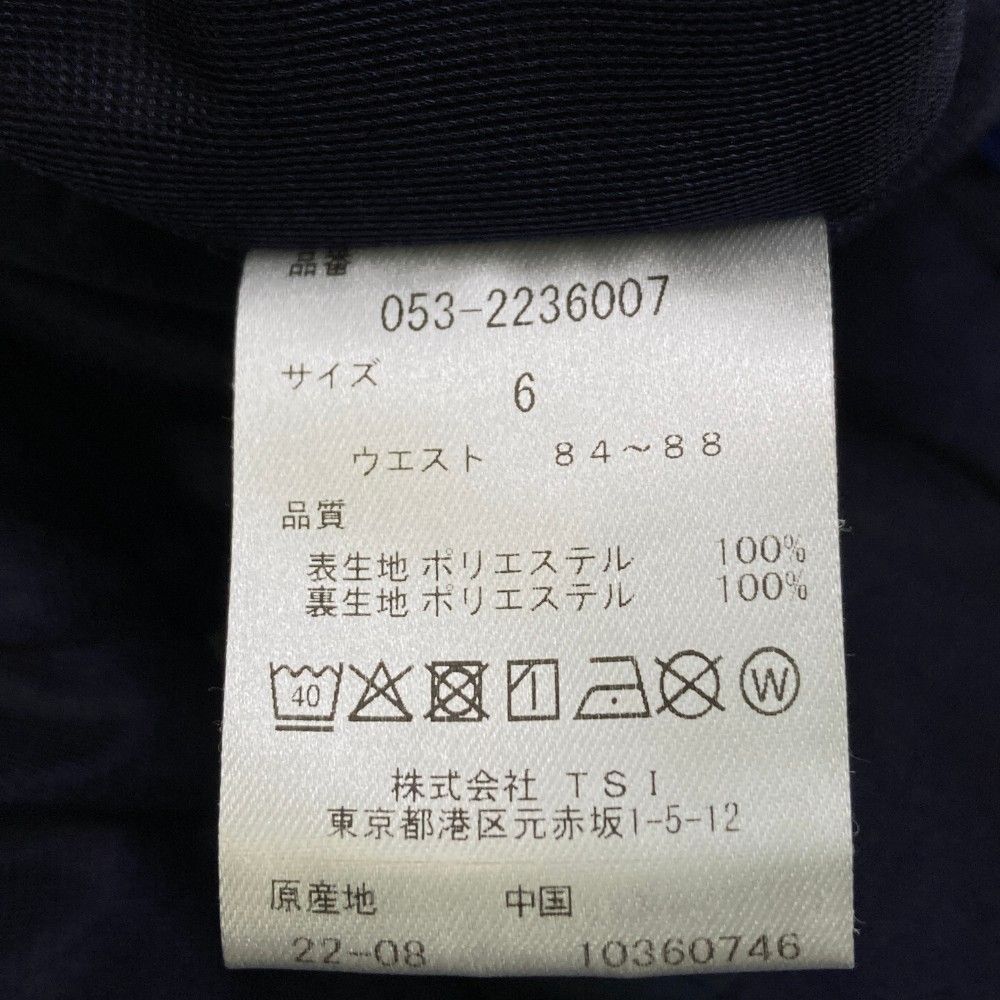 品番
053-2236007
サイズ 6
ウエスト 84～88
品質
表生地 ポリエステル 100%
裏生地 ポリエステル 100%
40 W
株式会社 TSI
東京都港区元赤坂1-5-12
原産地 中国
22-08 10360746